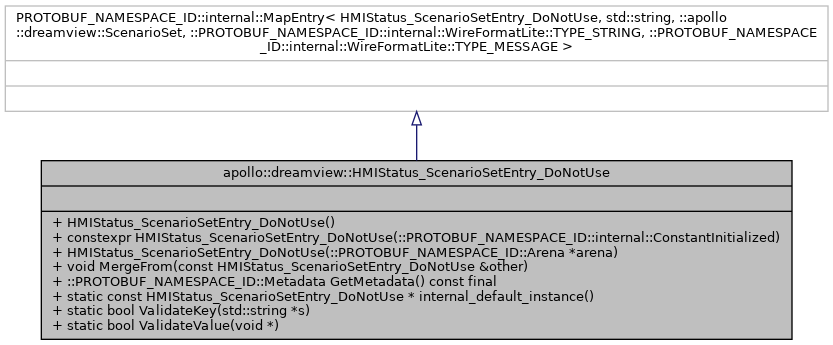 PROTOBUF_NAMESPACE_ID::internal::MapEntry< HMIStatus_ScenarioSetEntry_DoNotUse, std::string, ::apollo
::dreamview::ScenarioSet, ::PROTOBUF_NAMESPACE_ID::internal::WireFormatLite::TYPE_STRING, ::PROTOBUF_NAMESPACE
_ID::internal::WireFormatLite::TYPE_MESSAGE >
apollo::dreamview::HMIStatus_ScenarioSetEntry_DoNotUse
+ HMIStatus_ScenarioSetEntry_DoNotUse()
+ constexpr HMIStatus_ScenarioSetEntry_DoNotUse(::PROTOBUF_NAMESPACE_ID::internal::ConstantInitialized)
+ HMIStatus_ScenarioSetEntry_DoNotUse(::PROTOBUF_NAMESPACE_ID::Arena *arena)
+ void MergeFrom(const HMIStatus_ScenarioSetEntry_DoNotUse &other)
+ ::PROTOBUF_NAMESPACE_ID::Metadata GetMetadata() const final
+ static const HMIStatus_ScenarioSetEntry_DoNotUse * internal_default_instance()
+ static bool ValidateKey(std::string *s)
+ static bool ValidateValue(void *)